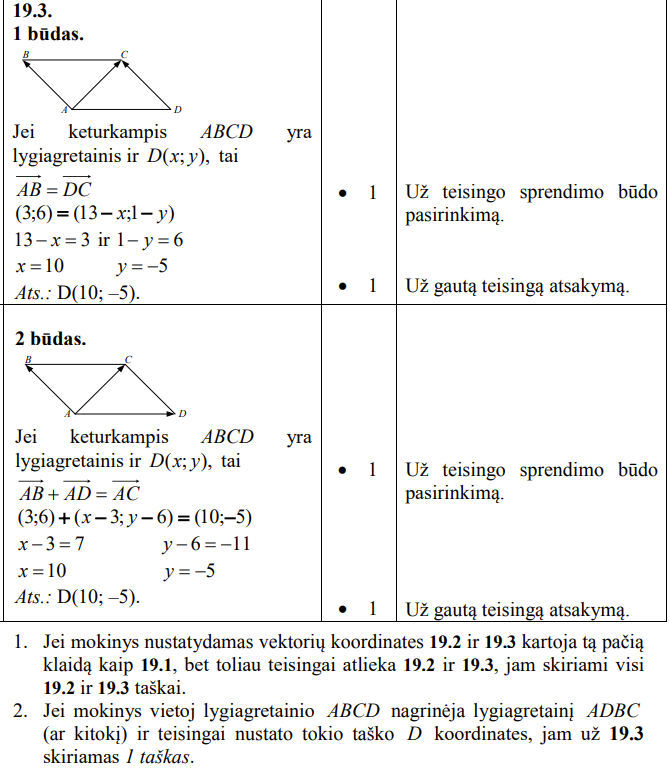 19.3.
1 būdas.
B C
A D
Jei keturkampis ABCD yra
lygiagretainis ir D(x; y), tai
AB = DC
(3;6) = (13 − x;1 − y)
13 − x = 3 ir 1 − y = 6
x = 10 y = −5
Ats.: D(10; –5).
• 1 Už teisingo sprendimo būdo
pasirinkimą.
• 1 Už gautą teisingą atsakymą.
2 būdas.
B C
A D
Jei keturkampis ABCD yra
lygiagretainis ir D(x; y), tai
AB + AD = AC
(3;6) + (x − 3; y − 6) = (10;−5)
x − 3 = 7 y − 6 = −11
x = 10 y = −5
Ats.: D(10; –5).
• 1 Už teisingo sprendimo būdo
pasirinkimą.
• 1 Už gautą teisingą atsakymą.
1. Jei mokinys nustatydamas vektorių koordinates 19.2 ir 19.3 kartoja tą pačią
klaidą kaip 19.1, bet toliau teisingai atlieka 19.2 ir 19.3, jam skiriami visi
19.2 ir 19.3 taškai.
2. Jei mokinys vietoj lygiagretainio ABCD nagrinėja lygiagretainį ADBC
(ar kitokį) ir teisingai nustato tokio taško D koordinates, jam už 19.3
skiriamas 1 taškas.